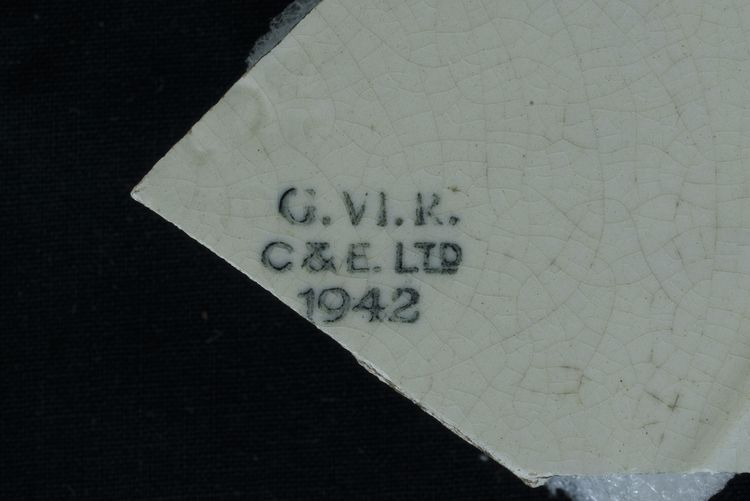 G.VI.R.
C & E. LTD
1942